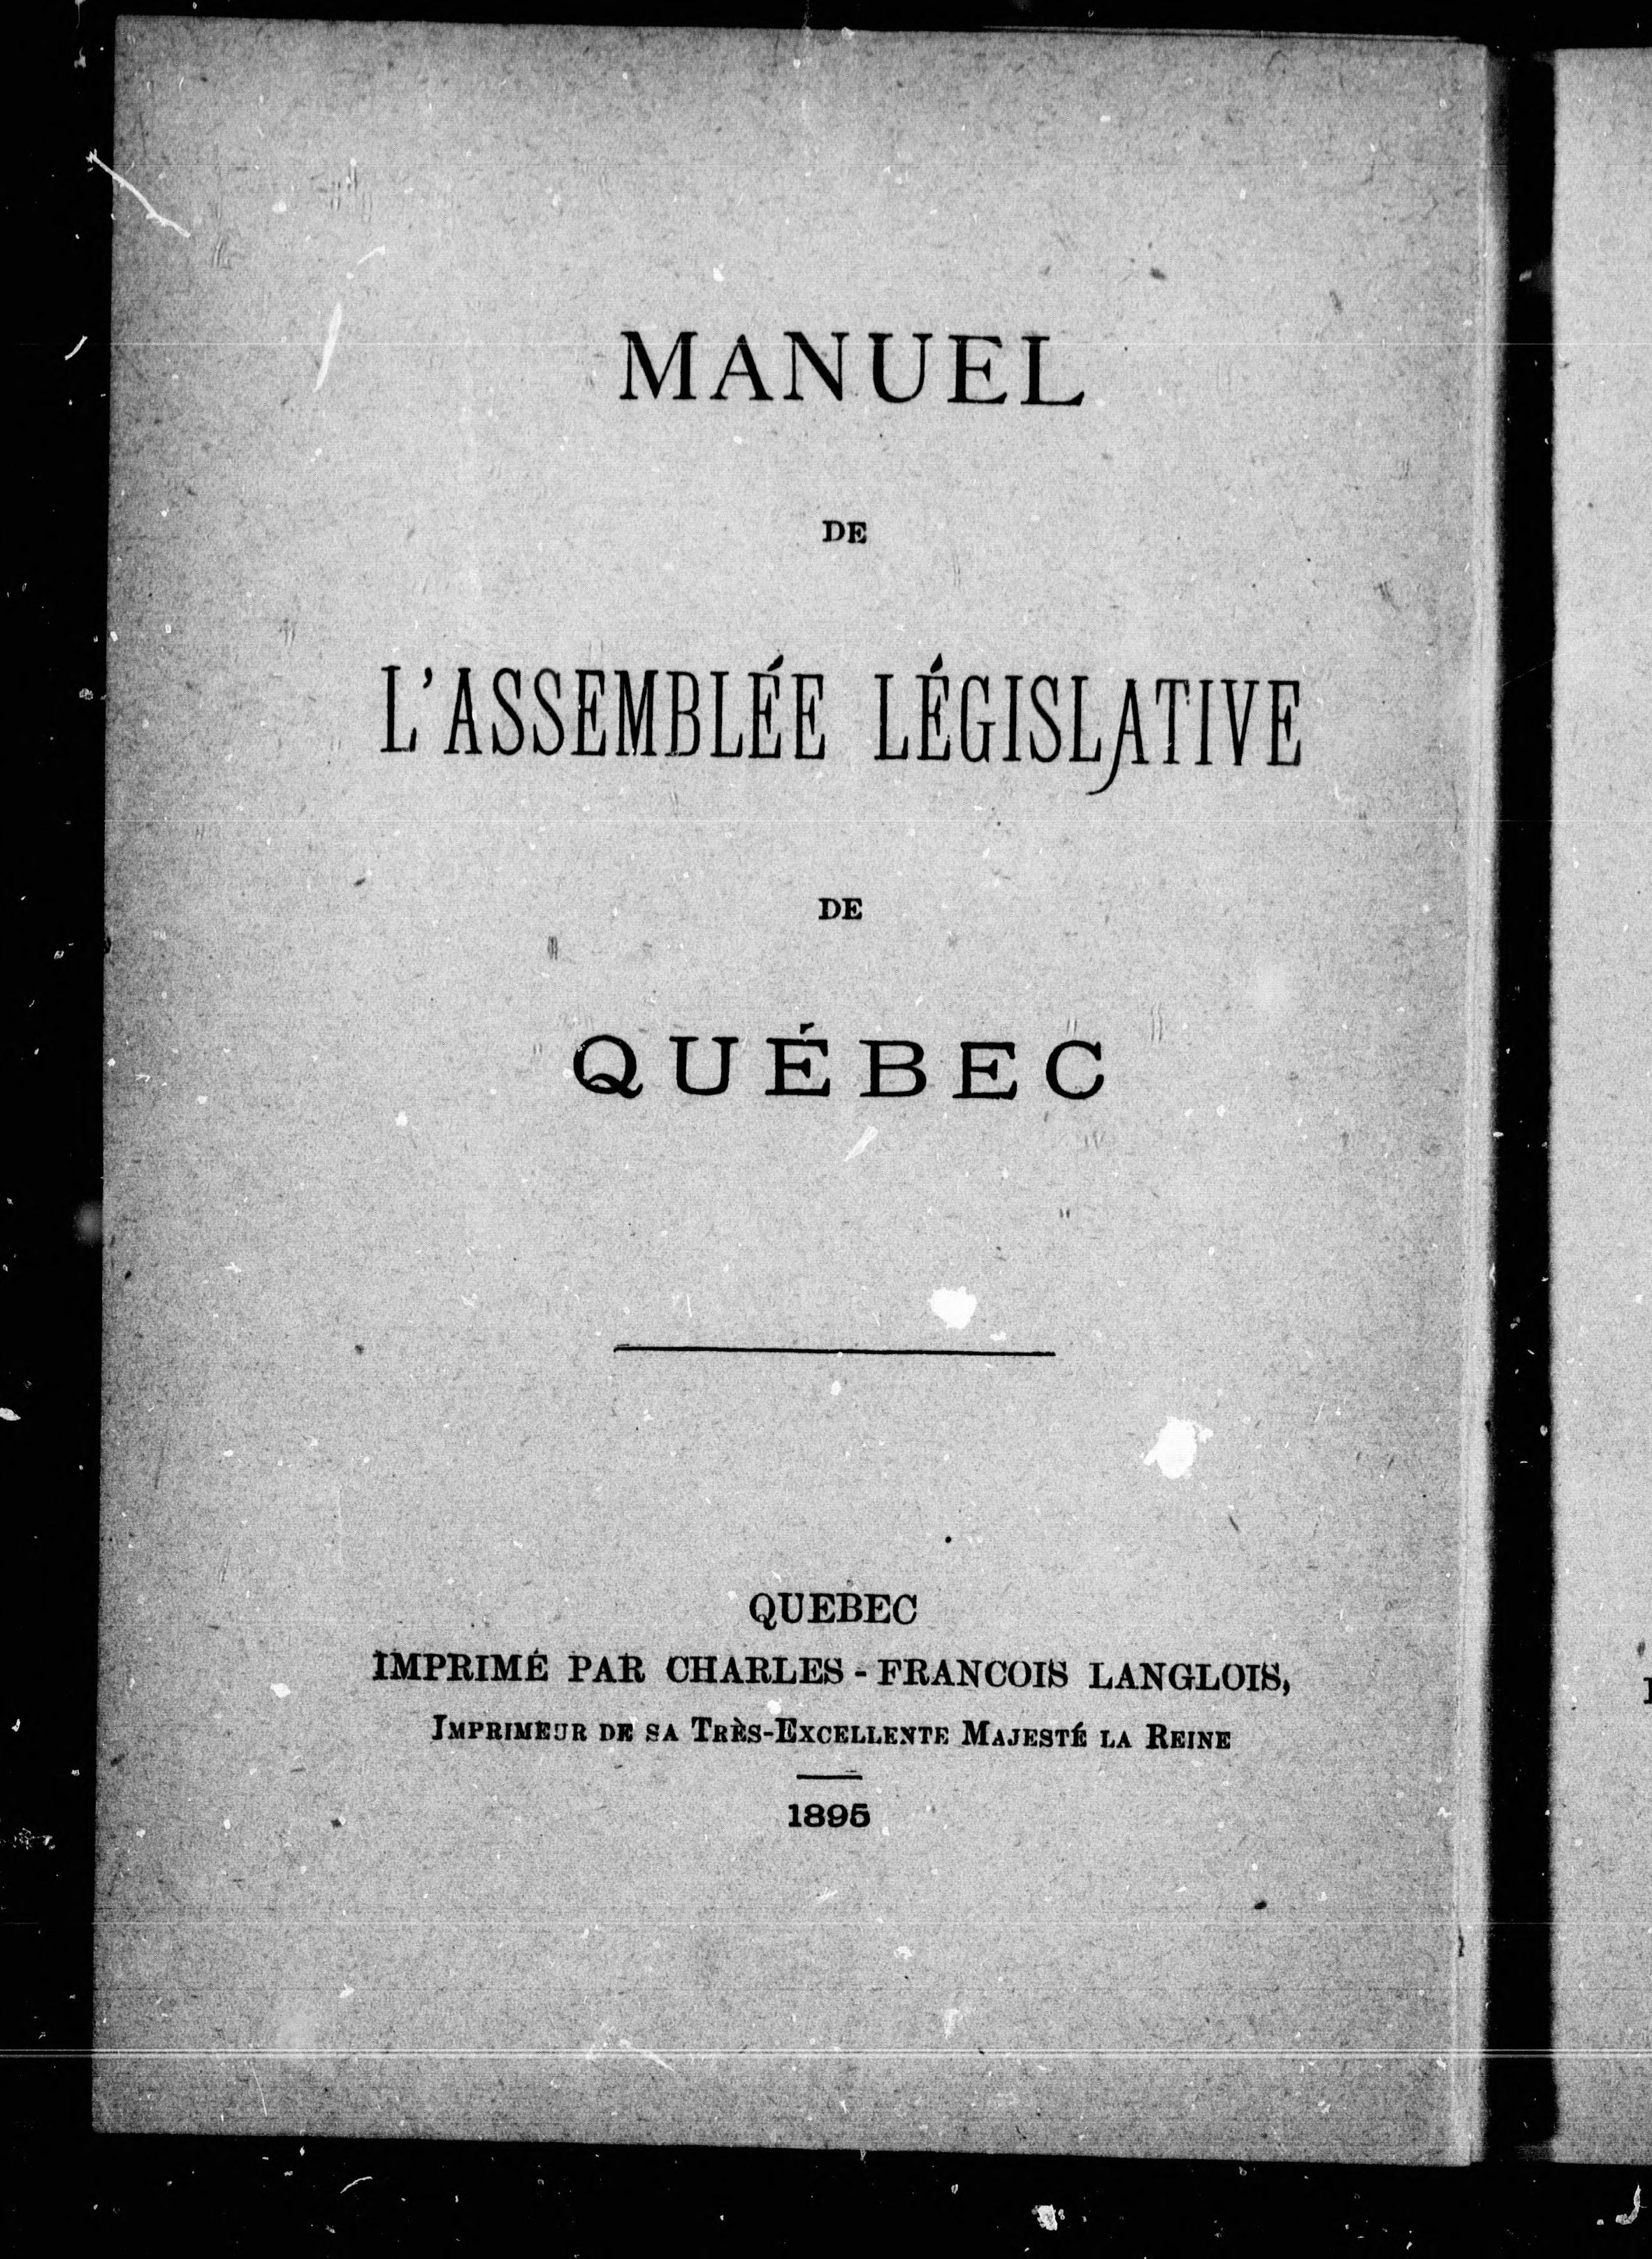 MANUEL
DE
L'ASSEMBLÉE LÉGISLATIVE
DE
QUÉBEC
QUEBEC
IMPRIMÉ PAR CHARLES-FRANCOIS LANGLOIS,
IMPRIMEUR DE SA TRÈS-EXCELLENTE MAJESTÉ LA REINE
1895